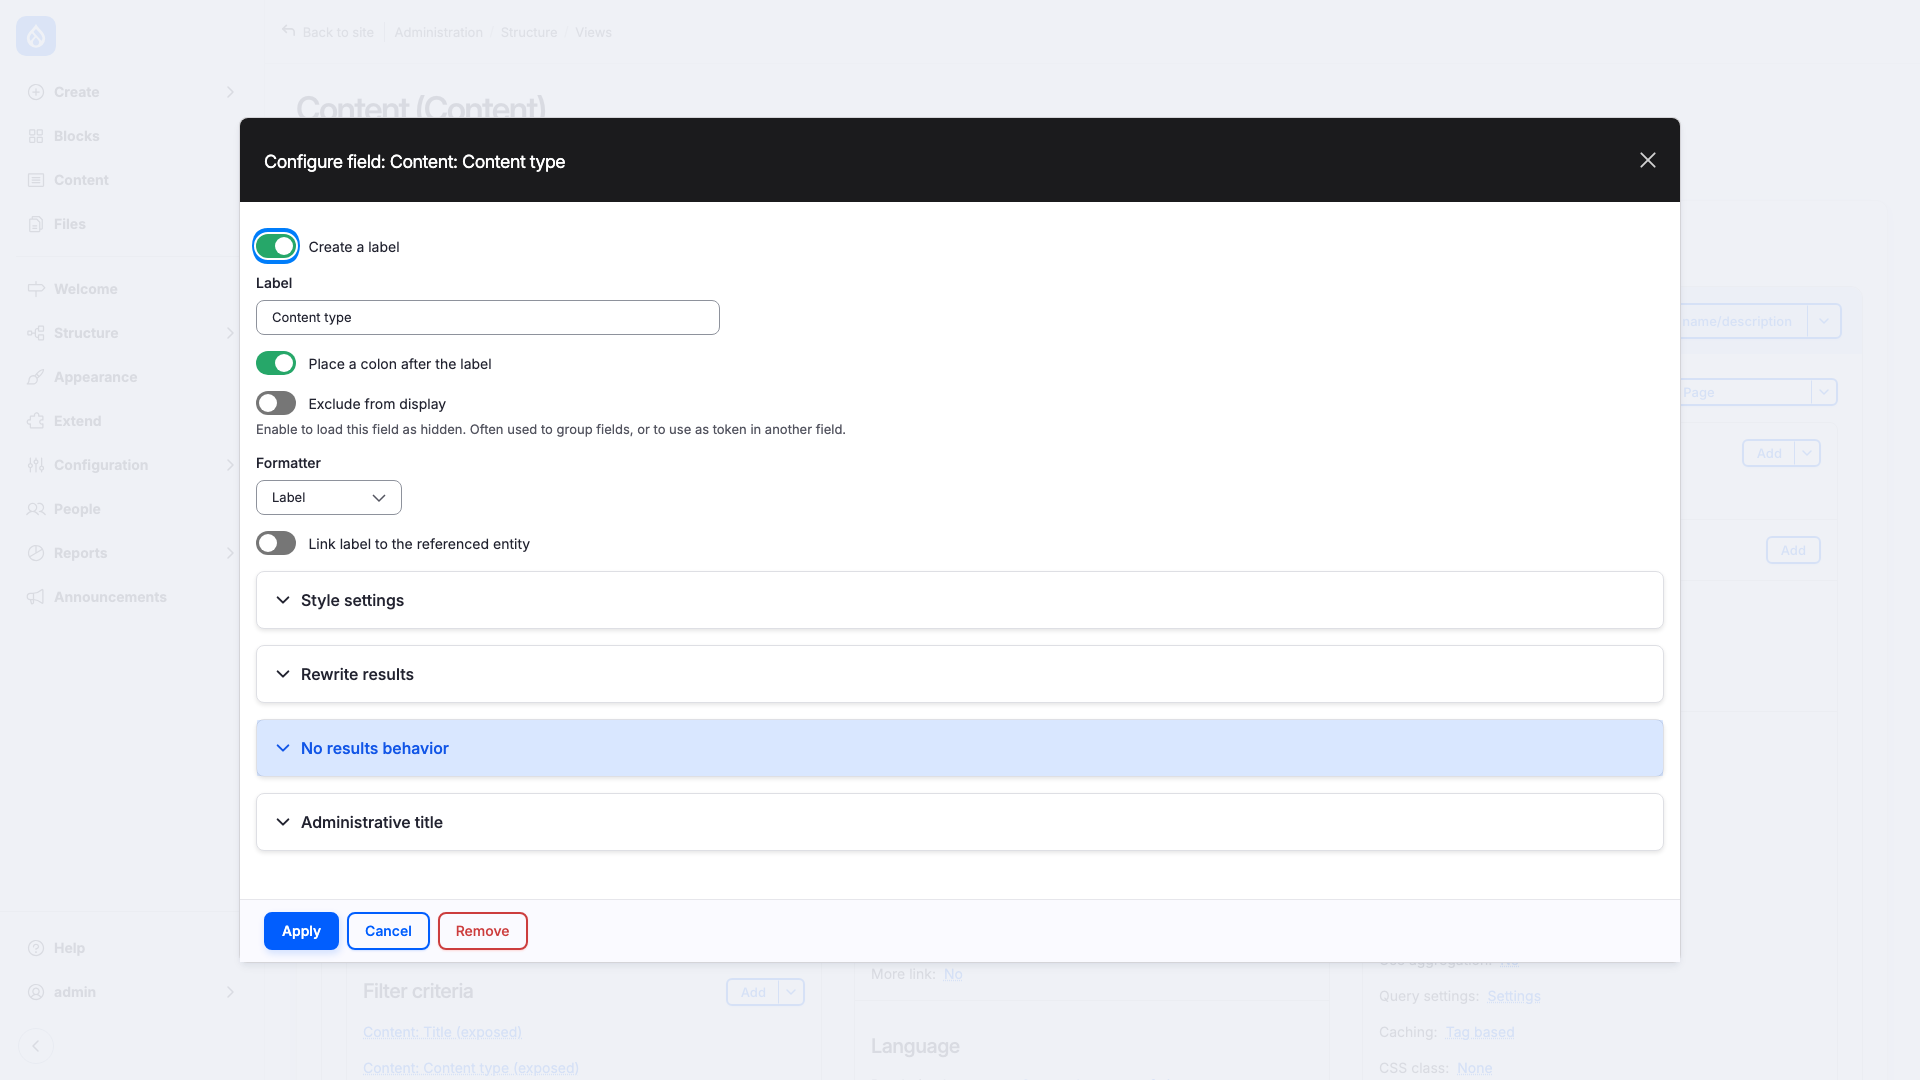 Back to site
Administration
Structure
Views
Create
Blocks
Content
Files
Welcome
Structure
Appearance
Extend
Configuration
People
Reports
Announcements
Help
admin
Content (Content)
Configure field: Content: Content type
Create a label
Label
Content type
Place a colon after the label
Exclude from display
Enable to load this field as hidden. Often used to group fields, or to use as token in another field.
Formatter
Label
Link label to the referenced entity
Style settings
Rewrite results
No results behavior
Administrative title
Apply
Cancel
Remove
name/description
Page
Add
Add
Filter criteria
Add
Content: Title (exposed)
Content: Content type (exposed)
More link: No
Language
Query settings: Settings
Caching: Tag based
CSS class: None